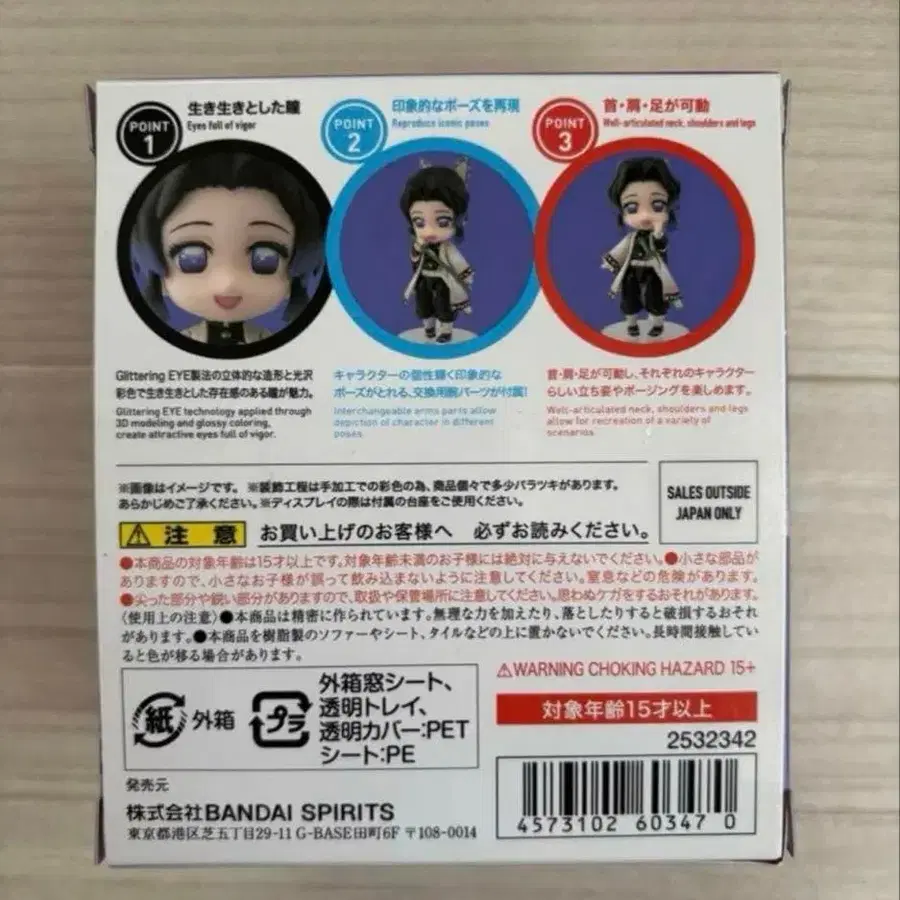 POINT 1
生き生きとした瞳
Eyes full of vigor
POINT 2
印象的なポーズを再現
Reproduce iconic poses
POINT 3
首・肩・足が可動
Well-articulated neck, shoulders and legs
Glittering EYE製法の立体的な造形と光沢
彩色で生き生きとした存在感のある瞳が魅力。
Glittering EYE technology applied through
3D modeling and glossy coloring,
create attractive eyes full of vigor.
キャラクターの個性輝く印象的な
ポーズがとれる、交換用腕パーツが付属!
Interchangeable arms parts allow
depiction of character in different
poses
首・肩・足が可動し、それぞれのキャラクター
らしい立ち姿やポージングを楽しめます。
Well-articulated neck, shoulders and legs
allow for recreation of a variety of
scenarios
※画像はイメージです。 ※装飾工程は手加工での彩色の為、商品個々で多少バラツキがあります。
あらかじめご了承ください。※ディスプレイの際は付属の台座をご使用ください。
SALES OUTSIDE
JAPAN ONLY
注意 お買い上げのお客様へ 必ずお読みください。
●本商品の対象年齢は15才以上です。対象年齢未満のお子様には絶対に与えないでください。●小さな部品が
ありますので、小さなお子様が誤って飲み込まないように注意してください。窒息などの危険があります。
●尖った部分や鋭い部分がありますので、取扱や保管場所に注意してください。思わぬケガをするおそれがあります。
〈使用上の注意〉●本商品は精密に作られています。無理な力を加えたり、落としたりすると破損するおそれ
があります。●本商品を樹脂製のソファーやシート、タイルなどの上に置かないでください。長時間接触してい
ると色が移る場合があります。
⚠WARNING CHOKING HAZARD 15+
紙 外箱
プラ 外箱窓シート、
透明トレイ、
透明カバー:PET
シート:PE
対象年齢15才以上
2532342
発売元
株式会社BANDAI SPIRITS
東京都港区芝五丁目29-11 G-BASE田町6F 〒108-0014
4573102 60347 0